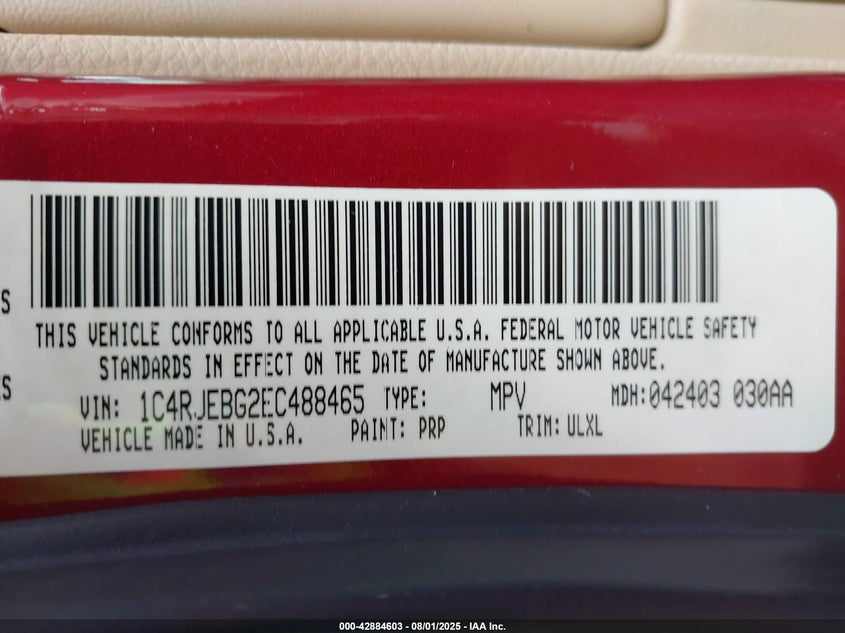 S
THIS VEHICLE CONFORMS TO ALL APPLICABLE U.S.A. FEDERAL MOTOR VEHICLE SAFETY
STANDARDS IN EFFECT ON THE DATE OF MANUFACTURE SHOWN ABOVE.
ES
VIN: 1C4RJEBG2EC488465 TYPE: MPV MDH:042403 030AA
VEHICLE MADE IN U.S.A. PAINT: PRP TRIM: ULXL
000-42884603 - 08/01/2025 - IAA Inc.